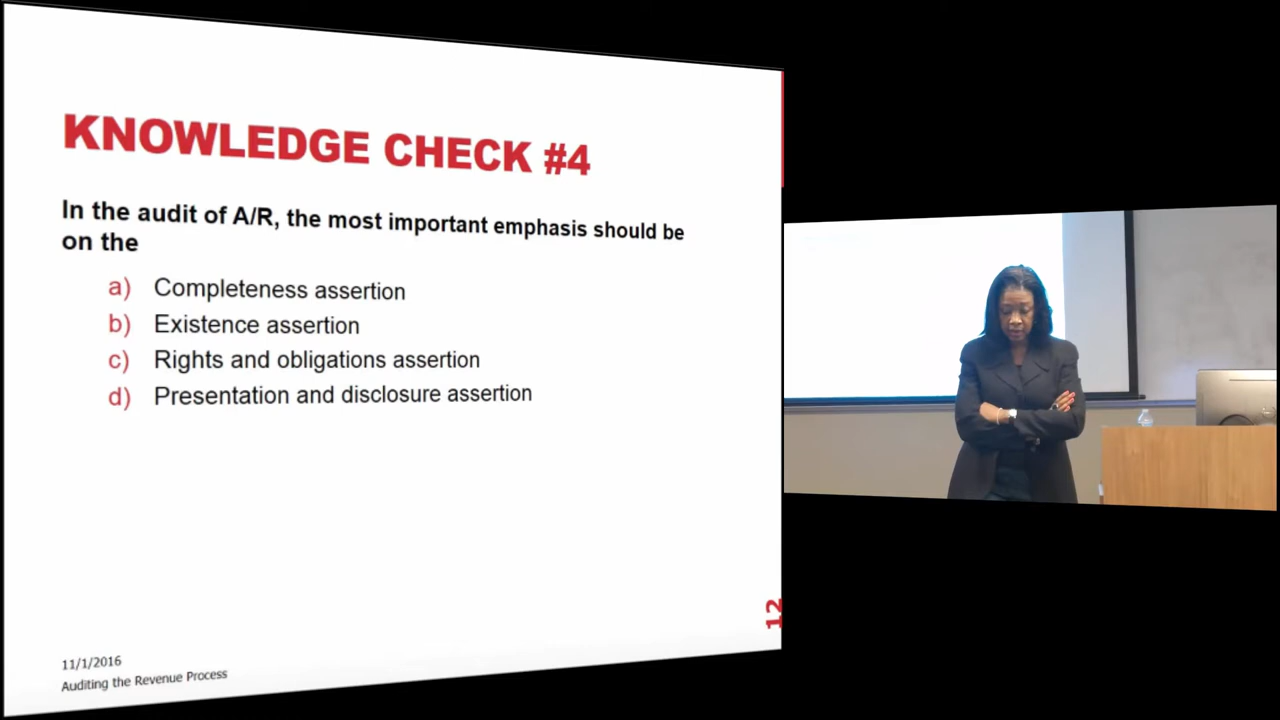 KNOWLEDGE CHECK #4
In the audit of A/R, the most important emphasis should be
on the
a) Completeness assertion
b) Existence assertion
c) Rights and obligations assertion
d) Presentation and disclosure assertion
12
11/1/2016
Auditing the Revenue Process